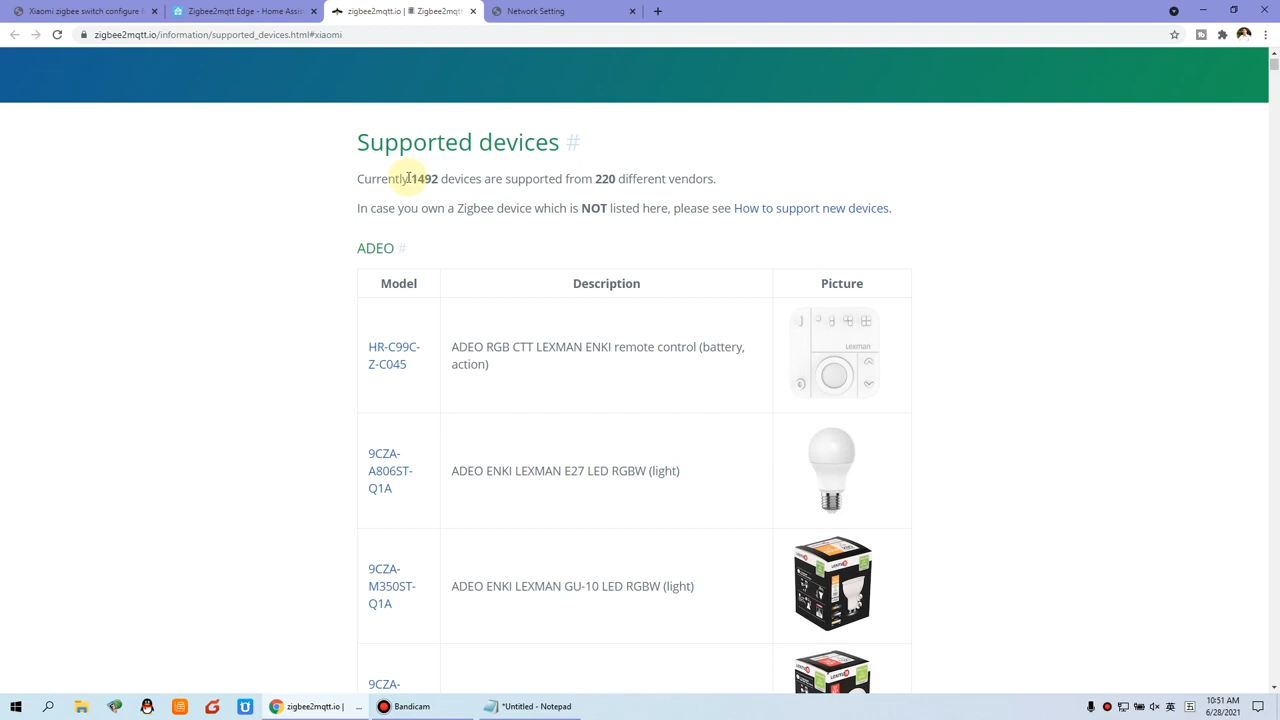 Xiaomi zigbee switch configure
zigbee2mqtt Edge - Home Assis
zigbee2mqtt.io |
zigbee2MQTT
Network Setting
zigbee2mqtt.io/information/supported_devices.html#xiaomi
Supported devices #
Currently 1492 devices are supported from 220 different vendors.
In case you own a Zigbee device which is NOT listed here, please see How to support new devices.
ADEO #
Model Description Picture
HR-C99C-
Z-C045
ADEO RGB CTT LEXMAN ENKI remote control (battery,
action)
Lexman
9CZA-
A806ST-
Q1A
ADEO ENKI LEXMAN E27 LED RGBW (light)
9CZA-
M350ST-
Q1A
ADEO ENKI LEXMAN GU-10 LED RGBW (light)
9CZA-
zigbee2mqtt.io | ...
Bandicam
*Untitled - Notepad
英
10:51 AM
6/28/2021